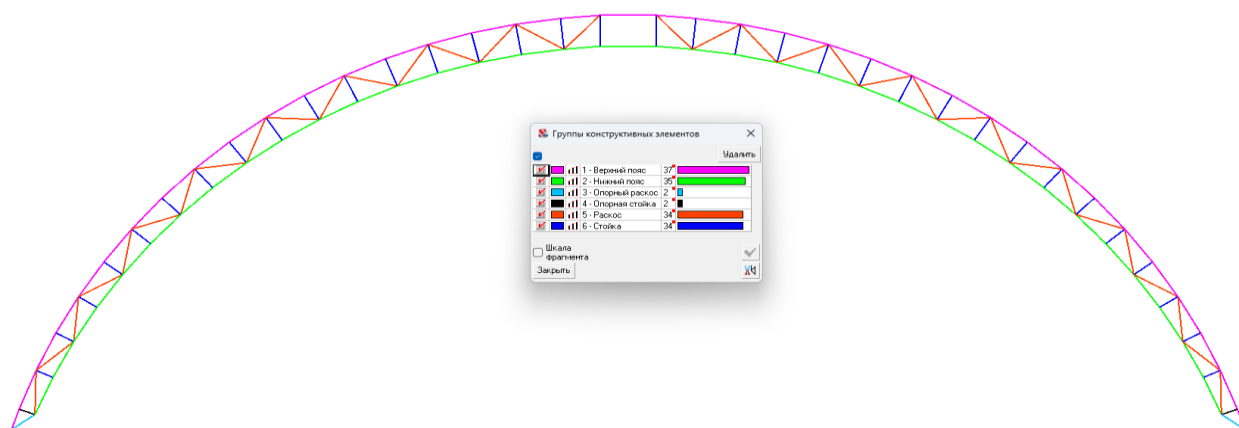 Группы конструктивных элементов
Удалить
1 - Верхний пояс 37
2 - Нижний пояс 35
3 - Опорный раскос 2
4 - Опорная стойка 2
5 - Раскос 34
6 - Стойка 34
Шкала
фрагмента
Закрыть